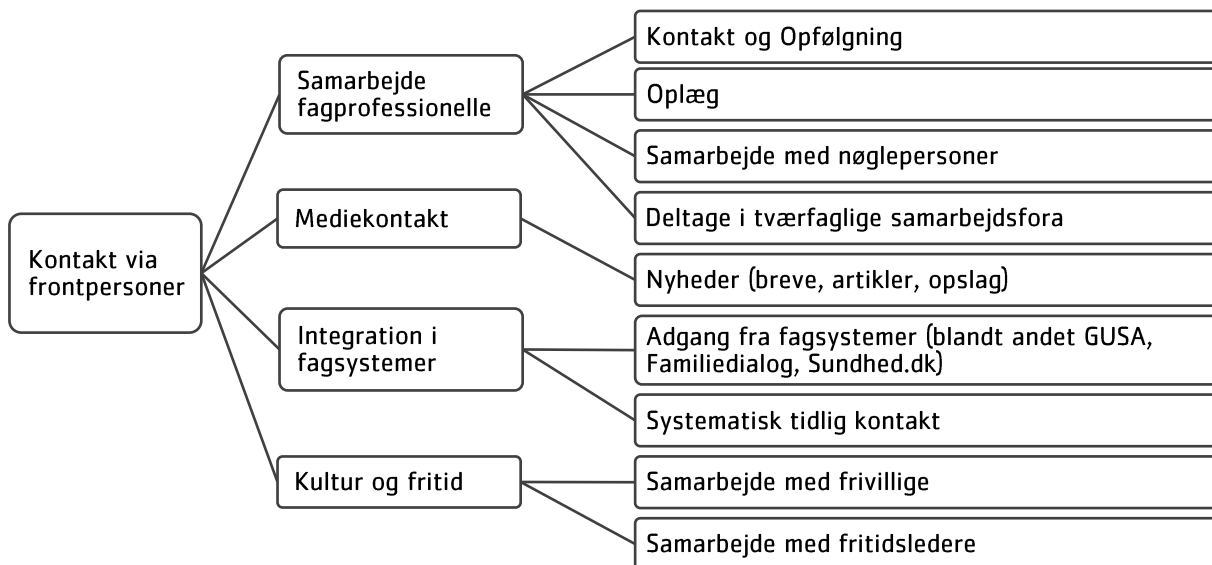 Kontakt via
frontpersoner
Samarbejde
fagprofessionelle
Mediekontakt
Integration i
fagsystemer
Kultur og fritid
Kontakt og Opfølgning
Oplæg
Samarbejde med nøglepersoner
Deltage i tværfaglige samarbejdsfora
Nyheder (breve, artikler, opslag)
Adgang fra fagsystemer (blandt andet GUSA,
Familiedialog, Sundhed.dk)
Systematisk tidlig kontakt
Samarbejde med frivillige
Samarbejde med fritidsledere